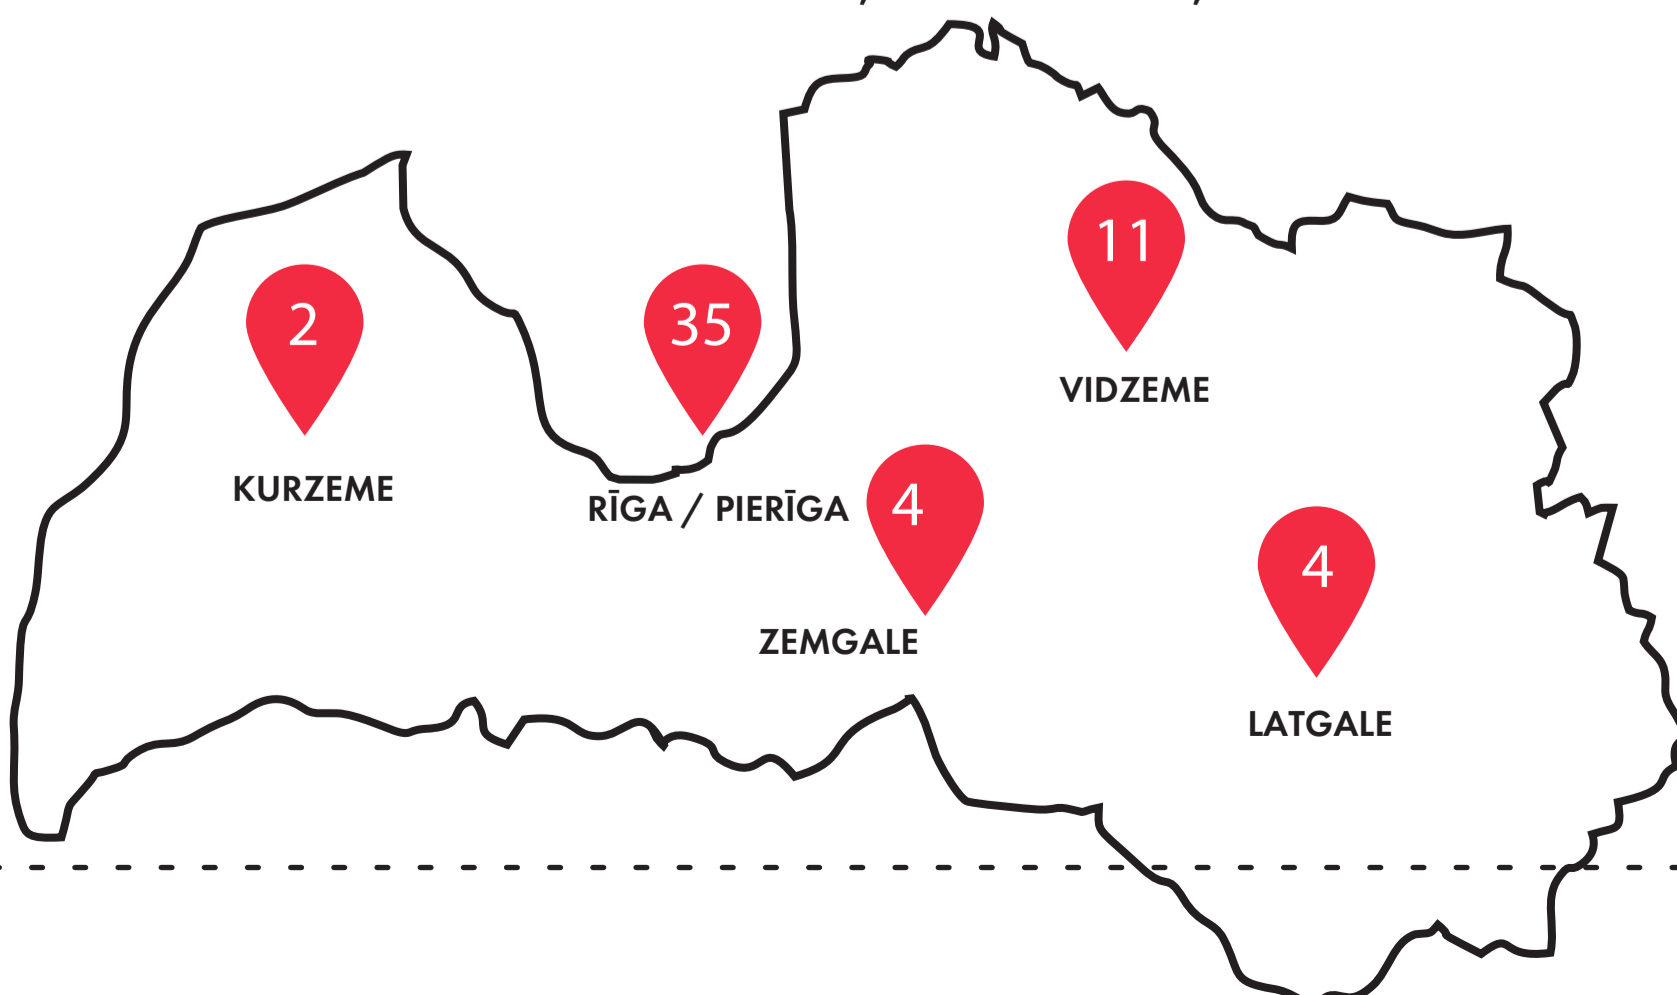 11
VIDZEME
2
KURZEME
35
RĪGA / PIERĪGA
4
ZEMGALE
4
LATGALE